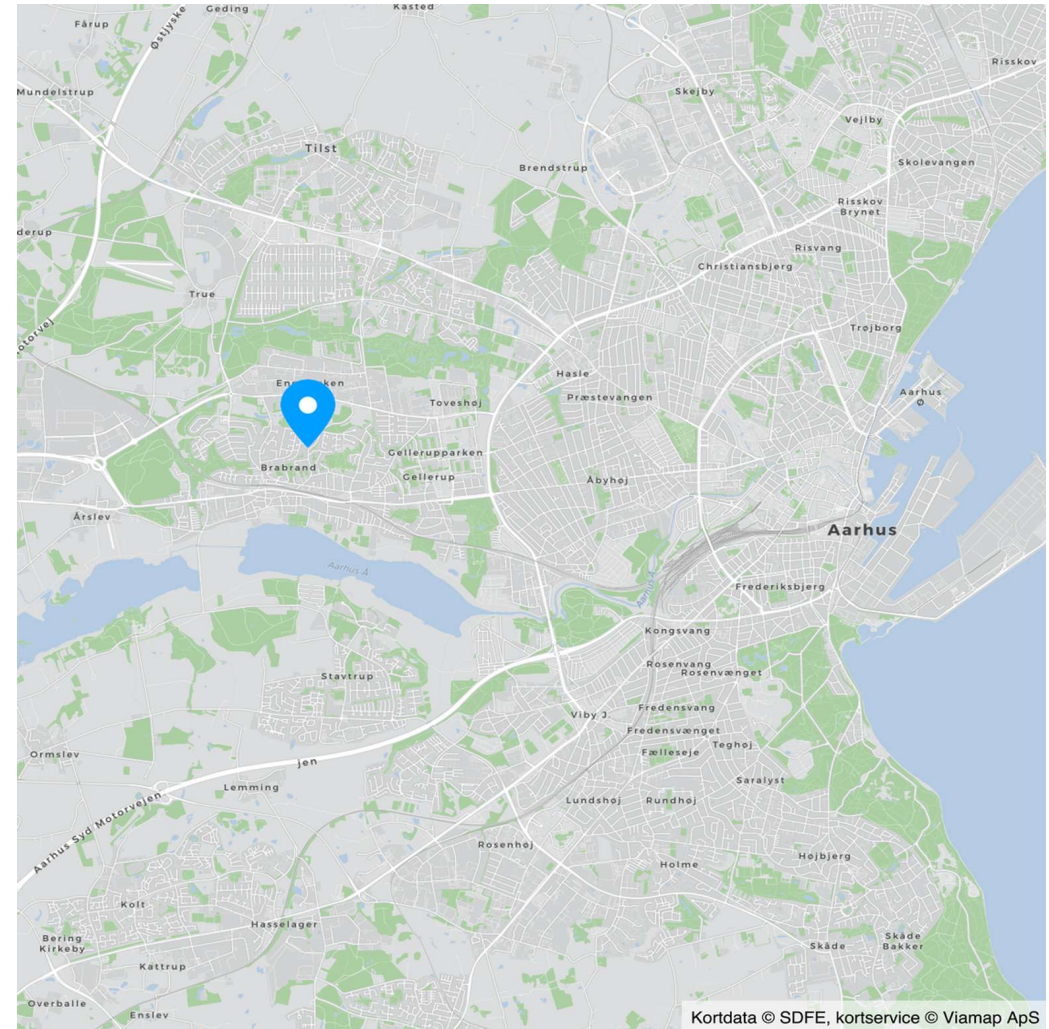 Geding
Kasted
Fårup
Østjyske
Risskov
Mundelstrup
Skejby
Vejlby
Tilst
Skolevangen
Brendstrup
Risskov
Brynet
derup
Risvang
Christiansbjerg
True
otorvej
Trøjborg
Hasle
Aarhus
Ø
Præstevangen
Toveshøj
Gellerupparken
Brabrand
Gellerup
Åbyhøj
Årslev
Aarhus
Aarhus Å
Aarhus Å
Frederiksbjerg
Kongsvang
Rosenvang
Rosenvænget
Stavtrup
Fredensvang
Viby J.
Fredensvænget
Teghøj
Fælleseje
Ormslev
jen
Saralyst
Lemming
Aarhus Syd Motorvejen
Lundshøj
Rundhøj
Rosenhøj
Højbjerg
Holme
Kolt
Hasselager
Bering
Kirkeby
Skåde
Skåde
Bakker
Kattrup
Overballe
Enslev
Kortdata © SDFE, kortservice © Viamap ApS